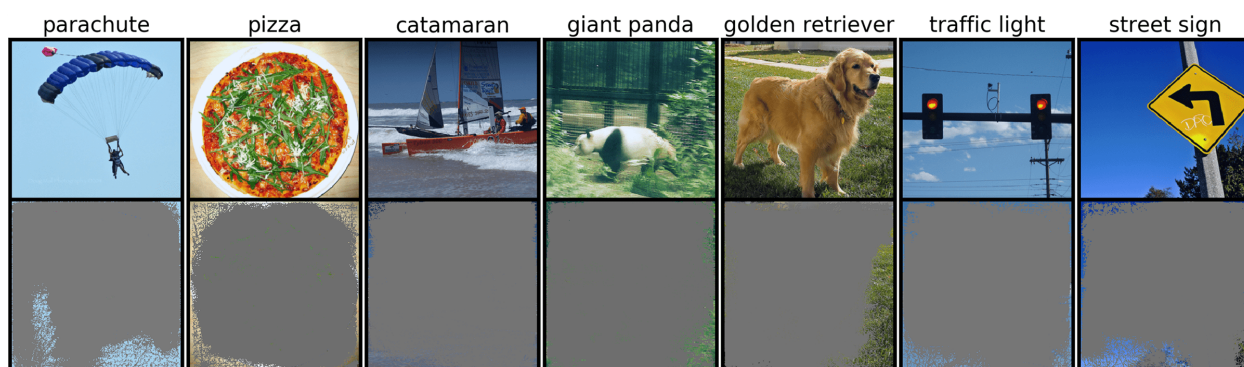 parachute
pizza
catamaran
giant panda
golden retriever
traffic light
street sign